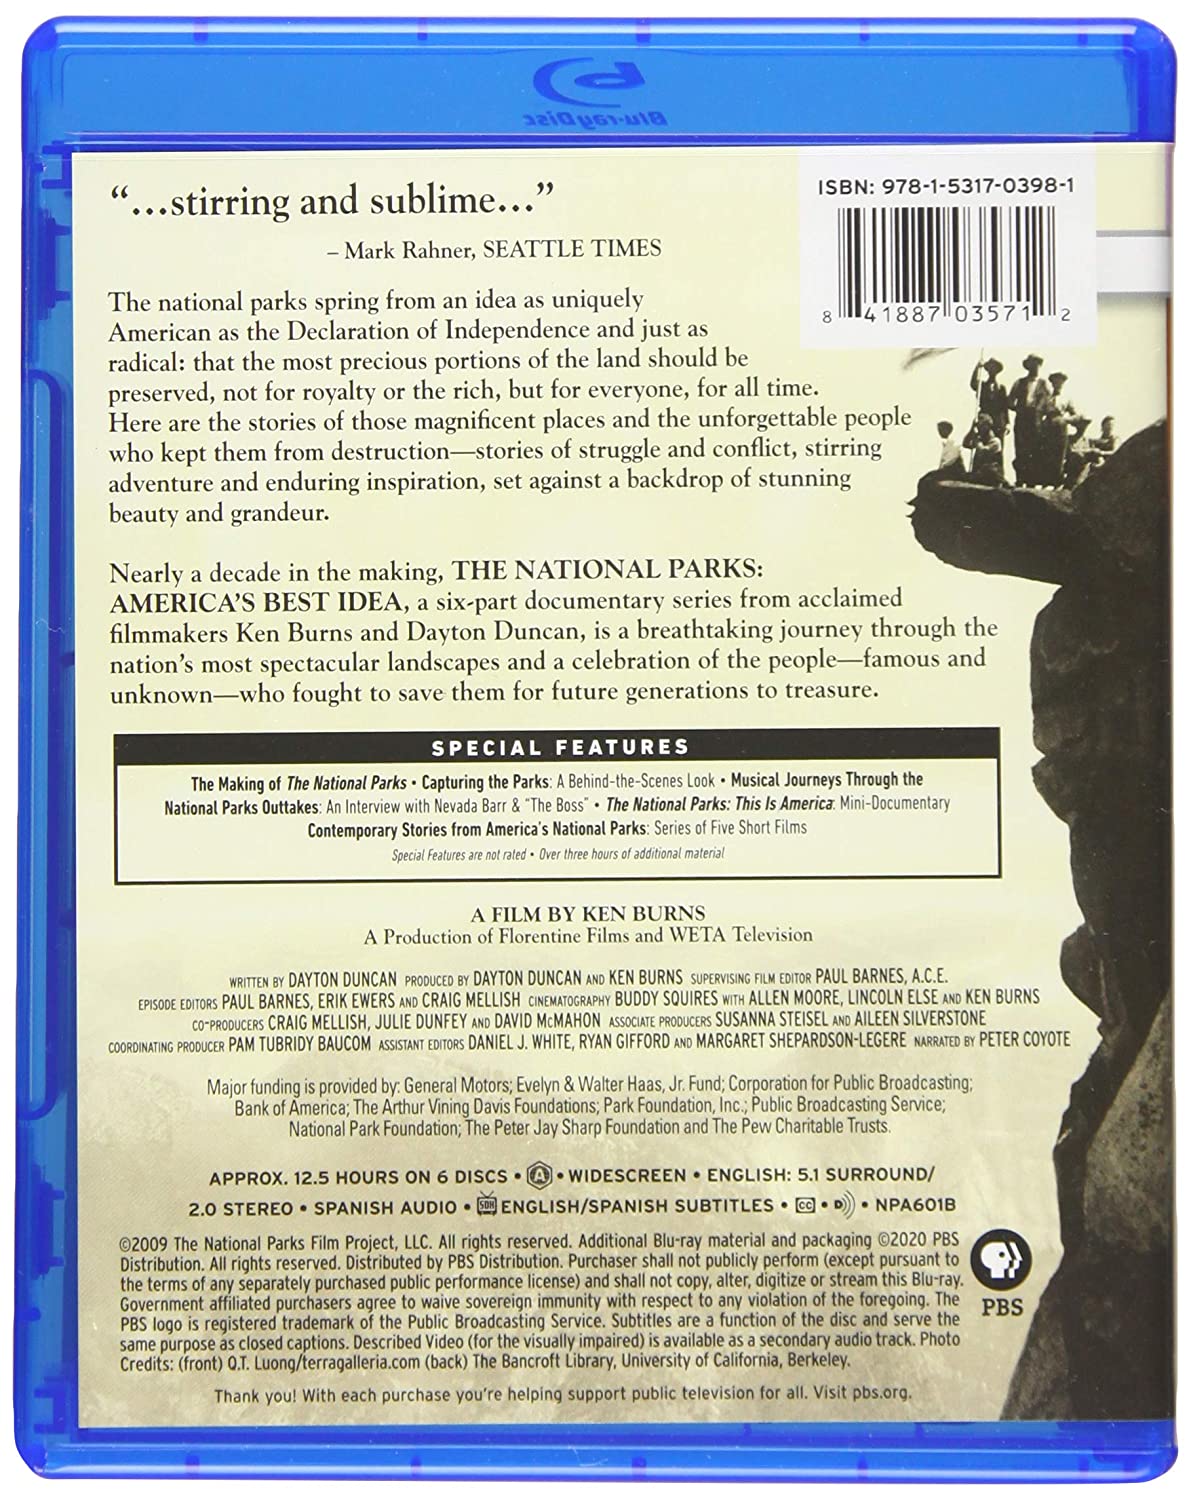 Blu-ray Disc
"...stirring and sublime..."
– Mark Rahner, SEATTLE TIMES
ISBN: 978-1-5317-0398-1
8 41887 03571 2
The national parks spring from an idea as uniquely
American as the Declaration of Independence and just as
radical: that the most precious portions of the land should be
preserved, not for royalty or the rich, but for everyone, for all time.
Here are the stories of those magnificent places and the unforgettable people
who kept them from destruction—stories of struggle and conflict, stirring
adventure and enduring inspiration, set against a backdrop of stunning
beauty and grandeur.
Nearly a decade in the making, THE NATIONAL PARKS:
AMERICA'S BEST IDEA, a six-part documentary series from acclaimed
filmmakers Ken Burns and Dayton Duncan, is a breathtaking journey through the
nation's most spectacular landscapes and a celebration of the people—famous and
unknown—who fought to save them for future generations to treasure.
SPECIAL FEATURES
The Making of The National Parks • Capturing the Parks: A Behind-the-Scenes Look • Musical Journeys Through the
National Parks Outtakes: An Interview with Nevada Barr & "The Boss" • The National Parks: This Is America: Mini-Documentary
Contemporary Stories from America's National Parks: Series of Five Short Films
Special Features are not rated • Over three hours of additional material
A FILM BY KEN BURNS
A Production of Florentine Films and WETA Television
WRITTEN BY DAYTON DUNCAN PRODUCED BY DAYTON DUNCAN AND KEN BURNS SUPERVISING FILM EDITOR PAUL BARNES, A.C.E.
EPISODE EDITORS PAUL BARNES, ERIK EWERS AND CRAIG MELLISH CINEMATOGRAPHY BUDDY SQUIRES WITH ALLEN MOORE, LINCOLN ELSE AND KEN BURNS
CO-PRODUCERS CRAIG MELLISH, JULIE DUNFEY AND DAVID McMAHON ASSOCIATE PRODUCERS SUSANNA STEISEL AND AILEEN SILVERSTONE
COORDINATING PRODUCER PAM TUBRIDY BAUCOM ASSISTANT EDITORS DANIEL J. WHITE, RYAN GIFFORD AND MARGARET SHEPARDSON-LEGERE NARRATED BY PETER COYOTE
Major funding is provided by: General Motors; Evelyn & Walter Haas, Jr. Fund; Corporation for Public Broadcasting;
Bank of America; The Arthur Vining Davis Foundations; Park Foundation, Inc.; Public Broadcasting Service;
National Park Foundation; The Peter Jay Sharp Foundation and The Pew Charitable Trusts.
APPROX. 12.5 HOURS ON 6 DISCS • A • WIDESCREEN • ENGLISH: 5.1 SURROUND/
2.0 STEREO • SPANISH AUDIO • SDH ENGLISH/SPANISH SUBTITLES • CC • D))) • NPA601B
©2009 The National Parks Film Project, LLC. All rights reserved. Additional Blu-ray material and packaging ©2020 PBS
Distribution. All rights reserved. Distributed by PBS Distribution. Purchaser shall not publicly perform (except pursuant to
the terms of any separately purchased public performance license) and shall not copy, alter, digitize or stream this Blu-ray.
Government affiliated purchasers agree to waive sovereign immunity with respect to any violation of the foregoing. The
PBS logo is registered trademark of the Public Broadcasting Service. Subtitles are a function of the disc and serve the
same purpose as closed captions. Described Video (for the visually impaired) is available as a secondary audio track. Photo
Credits: (front) Q.T. Luong/terragalleria.com (back) The Bancroft Library, University of California, Berkeley.
PBS
Thank you! With each purchase you're helping support public television for all. Visit pbs.org.